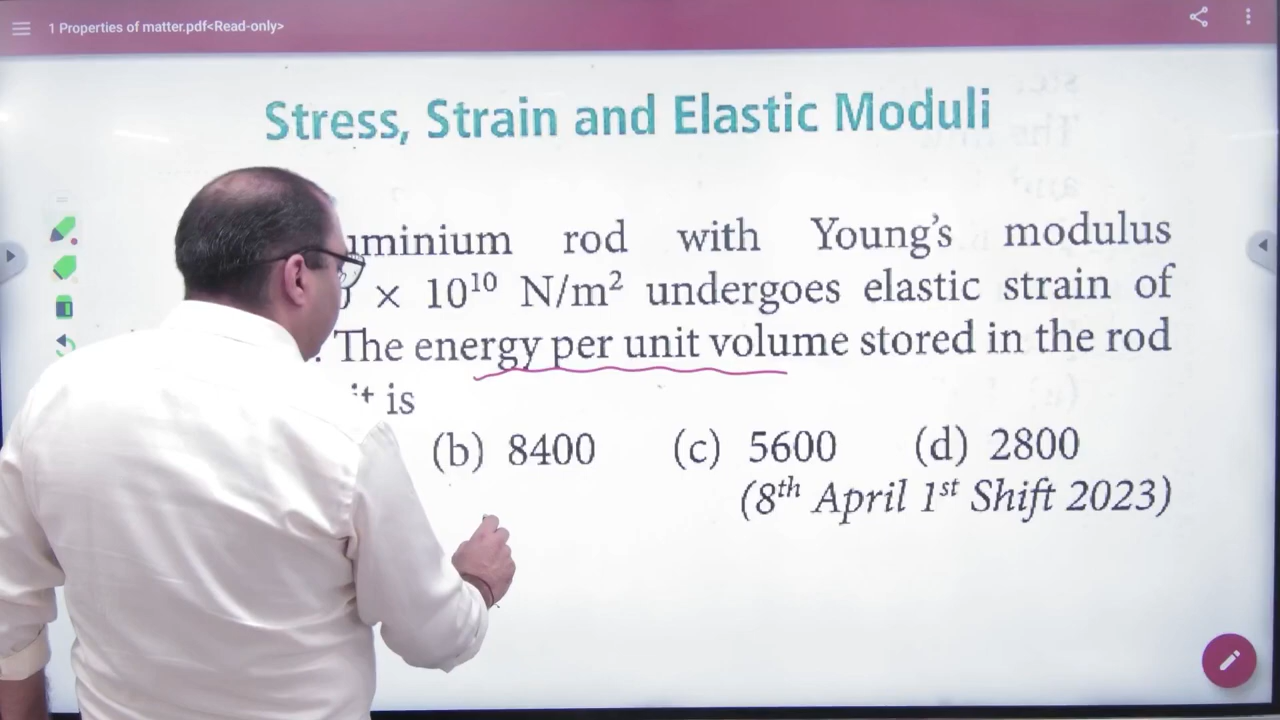 1 Properties of matter.pdf<Read-only>
Stress, Strain and Elastic Moduli
uminium rod with Young's modulus
× 10¹⁰ N/m² undergoes elastic strain of
. The energy per unit volume stored in the rod
it is
(b) 8400 (c) 5600 (d) 2800
(8th April 1st Shift 2023)